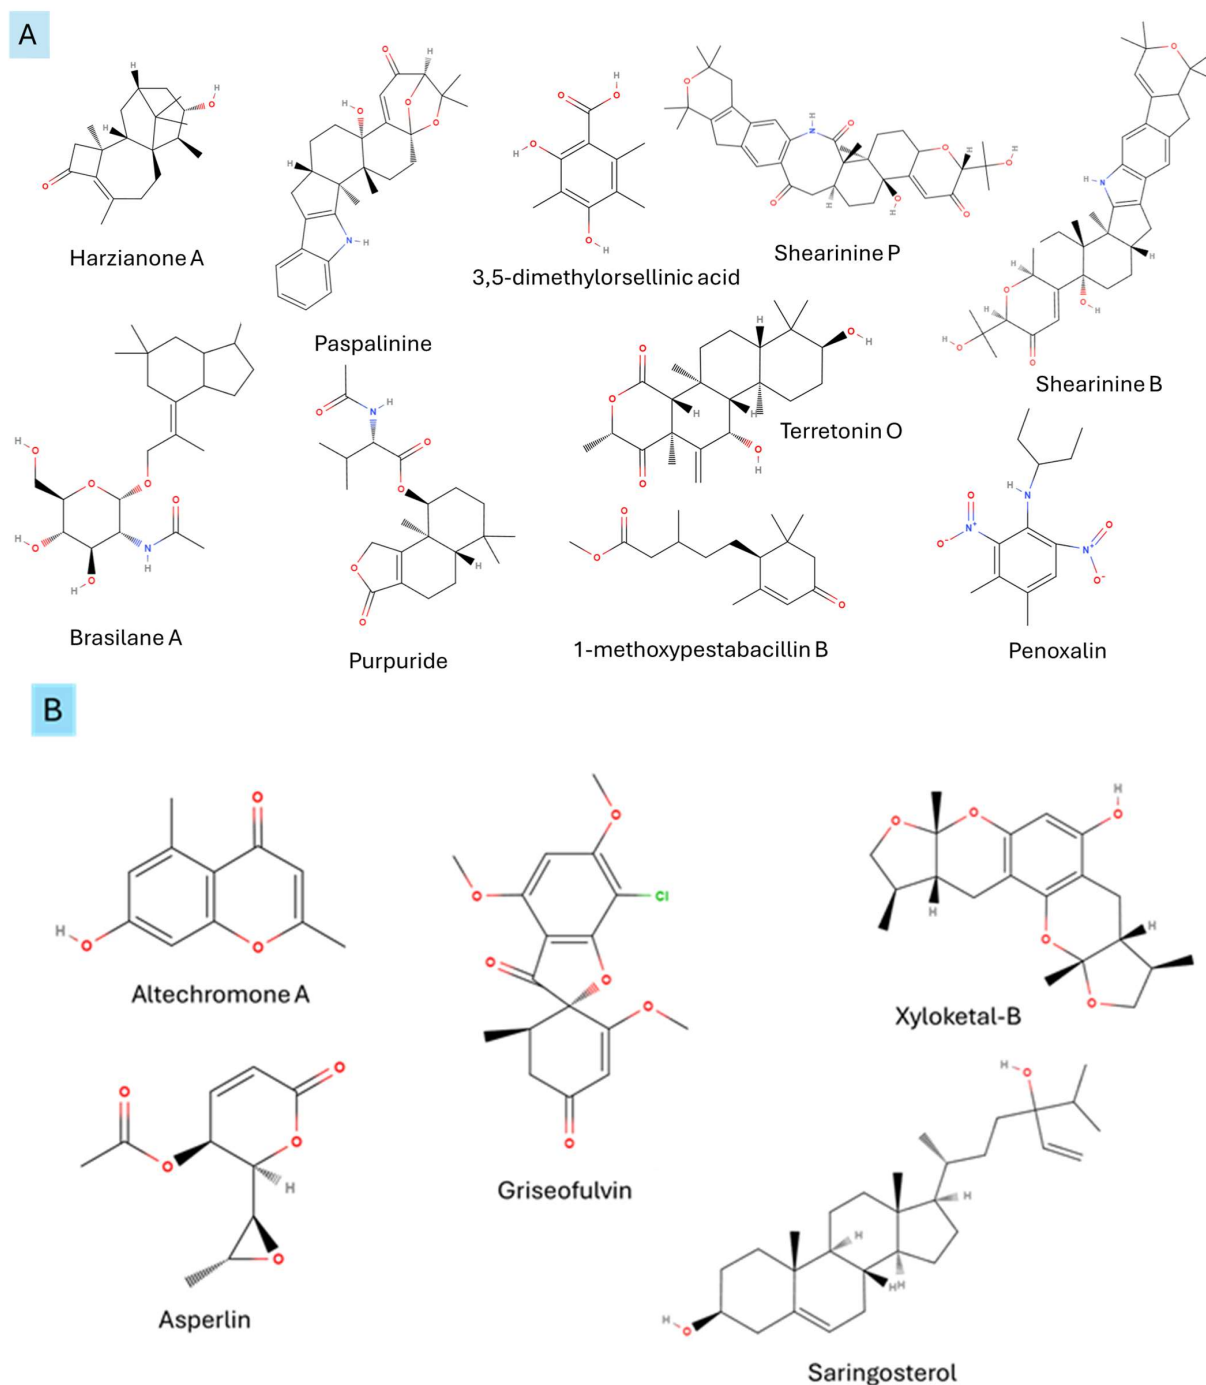 A
Harzianone A
Paspalinine
3,5-dimethylorsellinic acid
Shearinine P
Shearinine B
Brasilane A
Purpuride
Terretonin O
1-methoxypestabacillin B
Penoxalin
B
Altechromone A
Griseofulvin
Xyloketal-B
Asperlin
Saringosterol